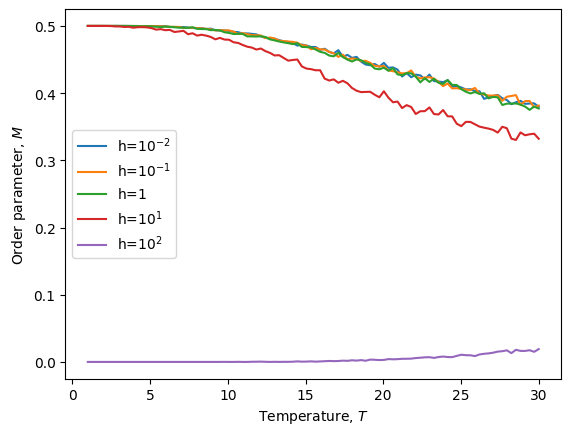 Order parameter, M
0.5
0.4
0.3
0.2
0.1
0.0
h=10⁻²
h=10⁻¹
h=1
h=10¹
h=10²
0 5 10 15 20 25 30
Temperature, T